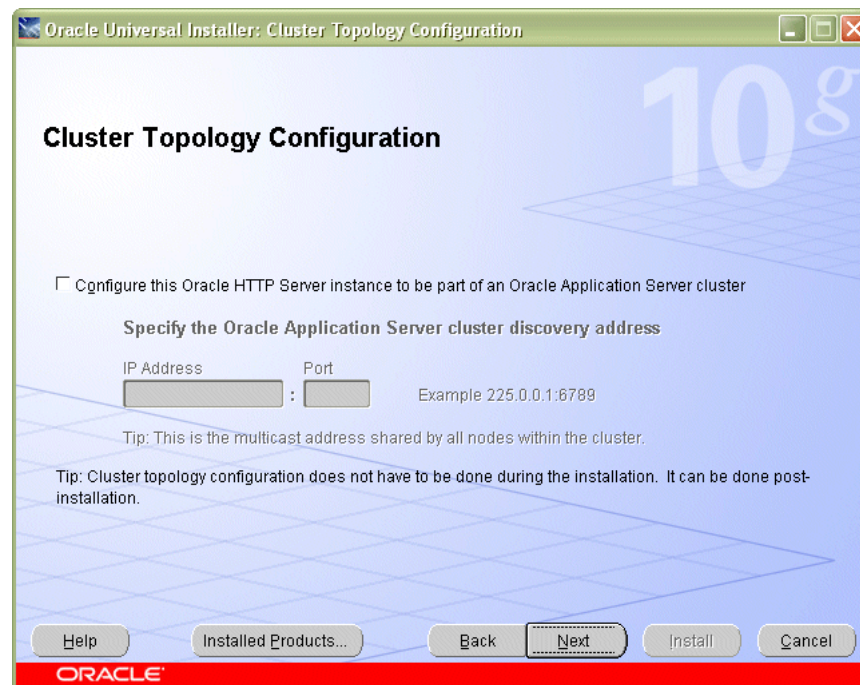 Oracle Universal Installer: Cluster Topology Configuration
10g
Cluster Topology Configuration
Configure this Oracle HTTP Server instance to be part of an Oracle Application Server cluster
Specify the Oracle Application Server cluster discovery address
IP Address Port
: Example 225.0.0.1:6789
Tip: This is the multicast address shared by all nodes within the cluster.
Tip: Cluster topology configuration does not have to be done during the installation. It can be done post-
installation.
Help Installed Products... Back Next Install Cancel
ORACLE